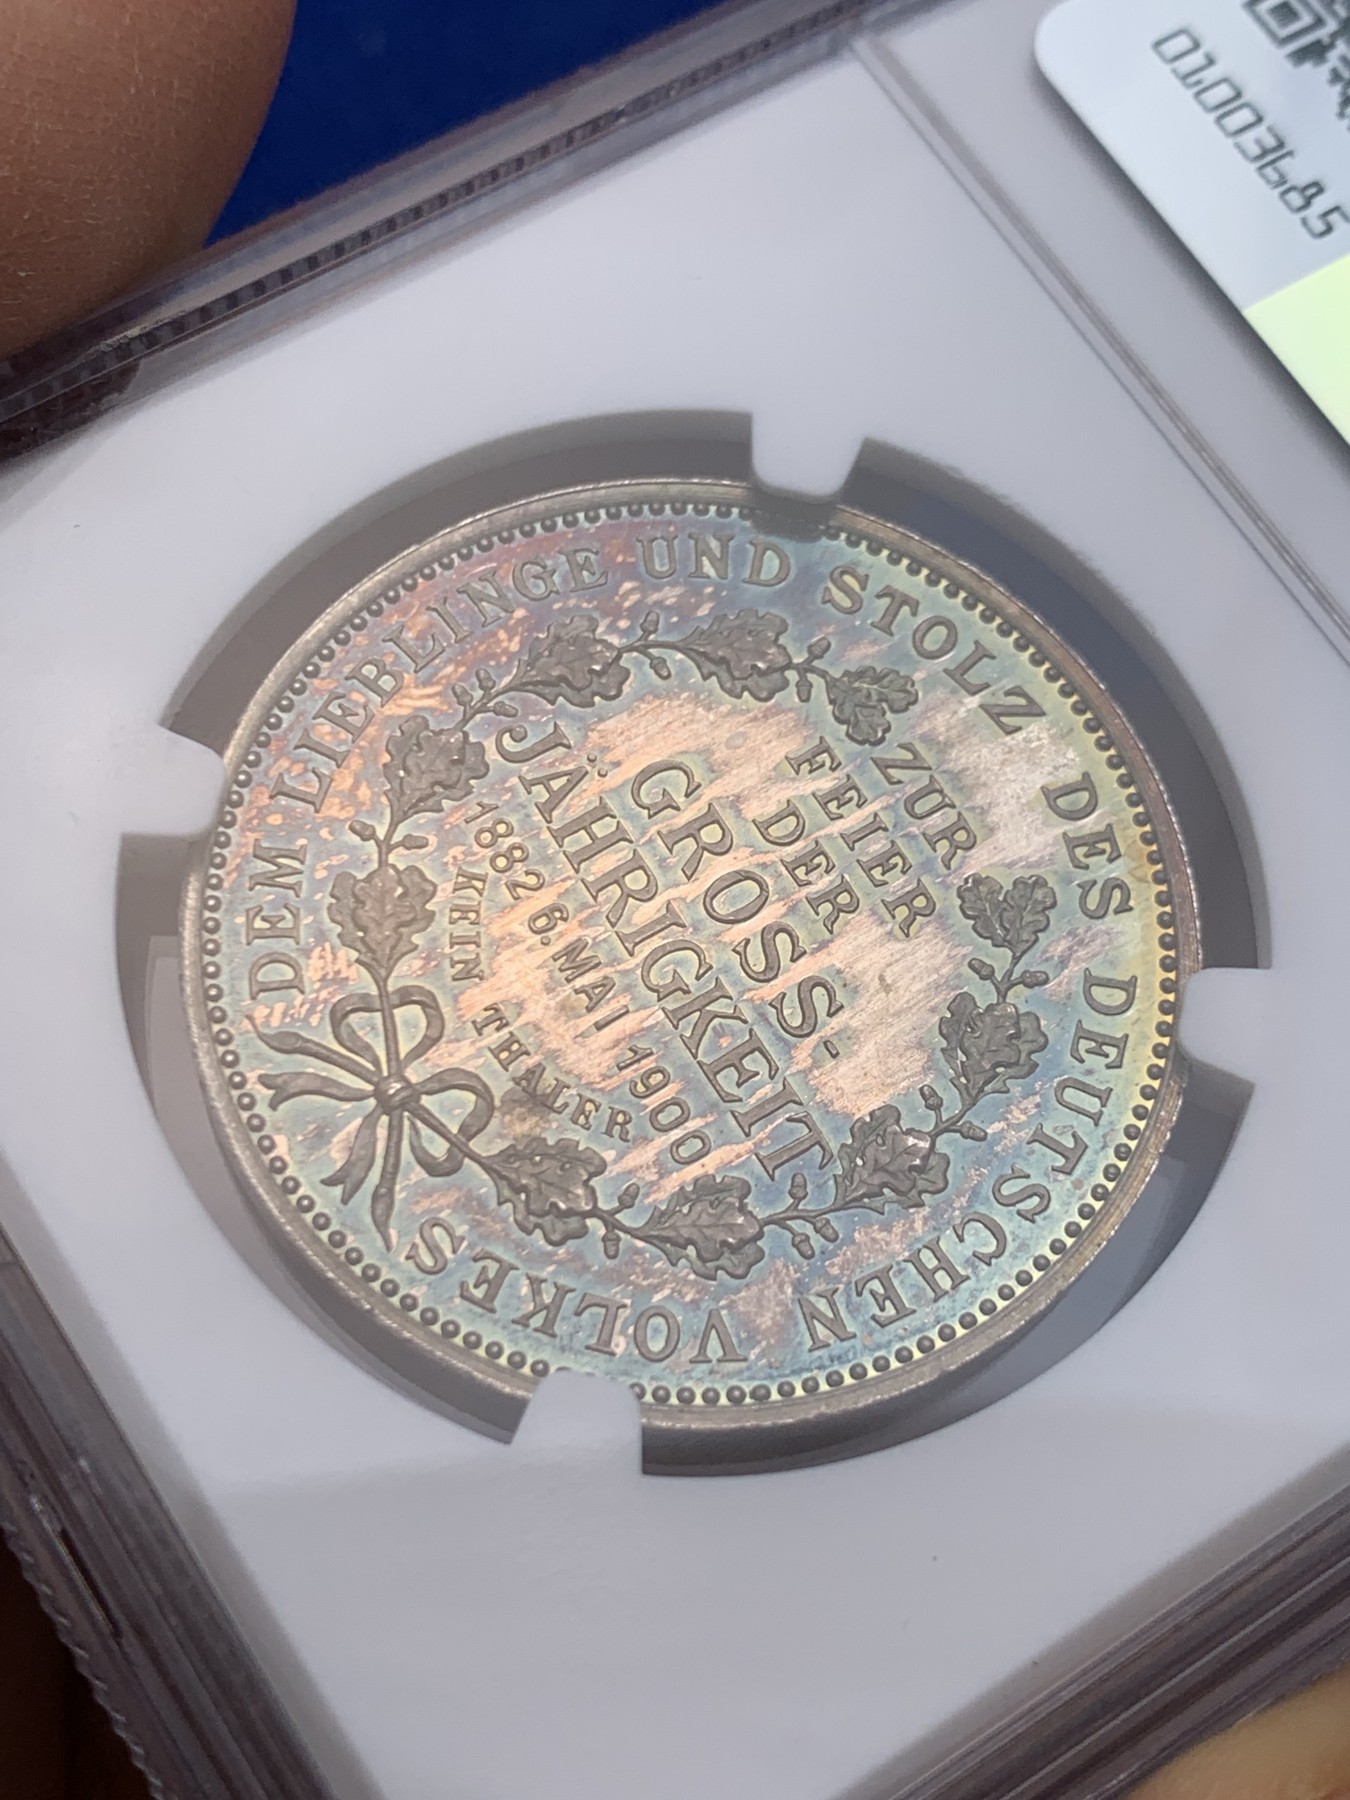 01003685
DEM LIEBLINGE UND STOLZ DES DEUTSCHEN VOLKES
ZUR
FEIER
DER
GROSS-
JÄHRIGKEIT
1882 6. MAI 1900
KEIN THALER